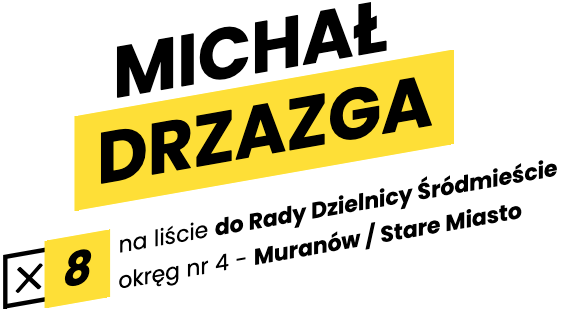 MICHAŁ
DRZAZGA
8
na liście do Rady Dzielnicy Śródmieście
okręg nr 4 - Muranów / Stare Miasto